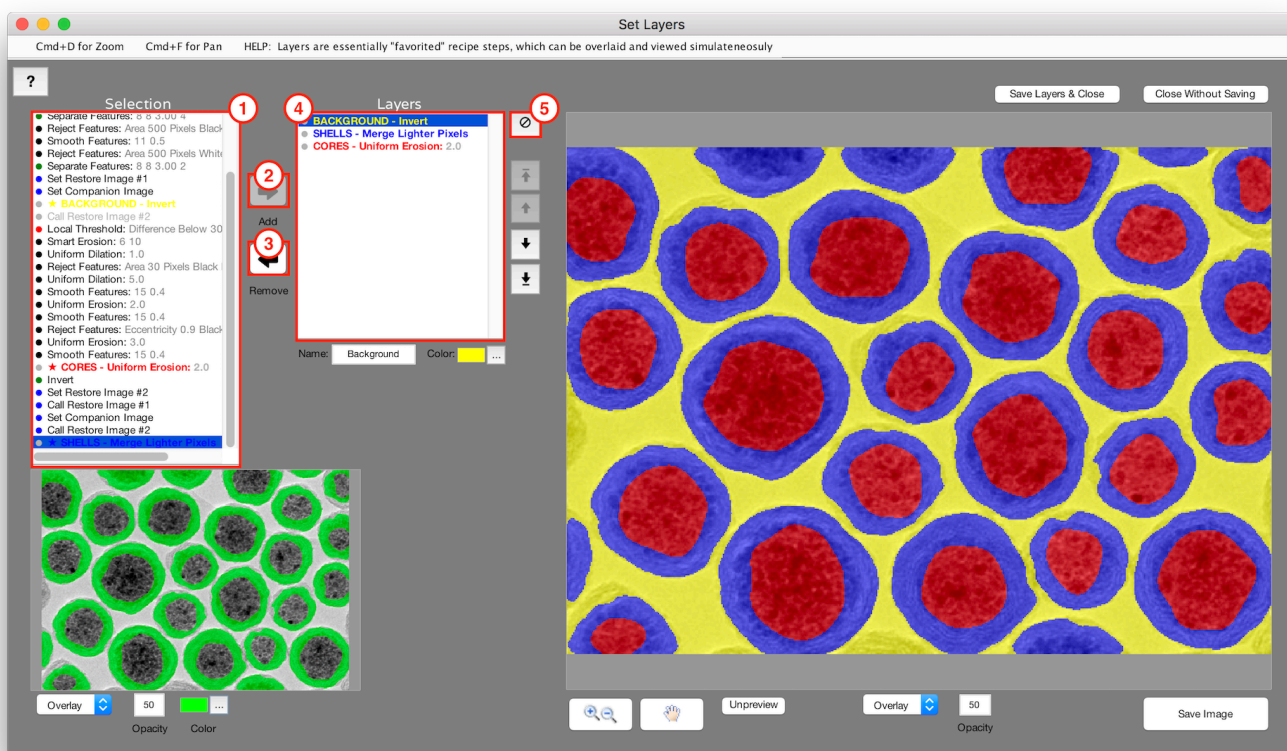 Set Layers
Cmd+D for Zoom Cmd+F for Pan HELP: Layers are essentially "favorited" recipe steps, which can be overlaid and viewed simulateneosuly
?
Save Layers & Close Close Without Saving
Selection 1 4 Layers 5
Separate Features: 8 8 3.00 4
Reject Features: Area 500 Pixels Black
Smooth Features: 11 0.5
Reject Features: Area 500 Pixels White
Separate Features: 8 8 3.00 2
Set Restore Image #1
Set Companion Image
★ BACKGROUND - Invert
Call Restore Image #2
Local Threshold: Difference Below 30
Smart Erosion: 6 10
Uniform Dilation: 1.0
Reject Features: Area 30 Pixels Black
Uniform Dilation: 5.0
Smooth Features: 15 0.4
Uniform Erosion: 2.0
Smooth Features: 15 0.4
Reject Features: Eccentricity 0.9 Black
Uniform Erosion: 3.0
Smooth Features: 15 0.4
★ CORES - Uniform Erosion: 2.0
Invert
Set Restore Image #2
Call Restore Image #1
Set Companion Image
Call Restore Image #2
★ SHELLS - Merge Lighter Pixels
2
Add
3
Remove
BACKGROUND - Invert
SHELLS - Merge Lighter Pixels
CORES - Uniform Erosion: 2.0
Name: Background Color: ...
Overlay 50 ...
Opacity Color
Unpreview Overlay 50
Opacity
Save Image